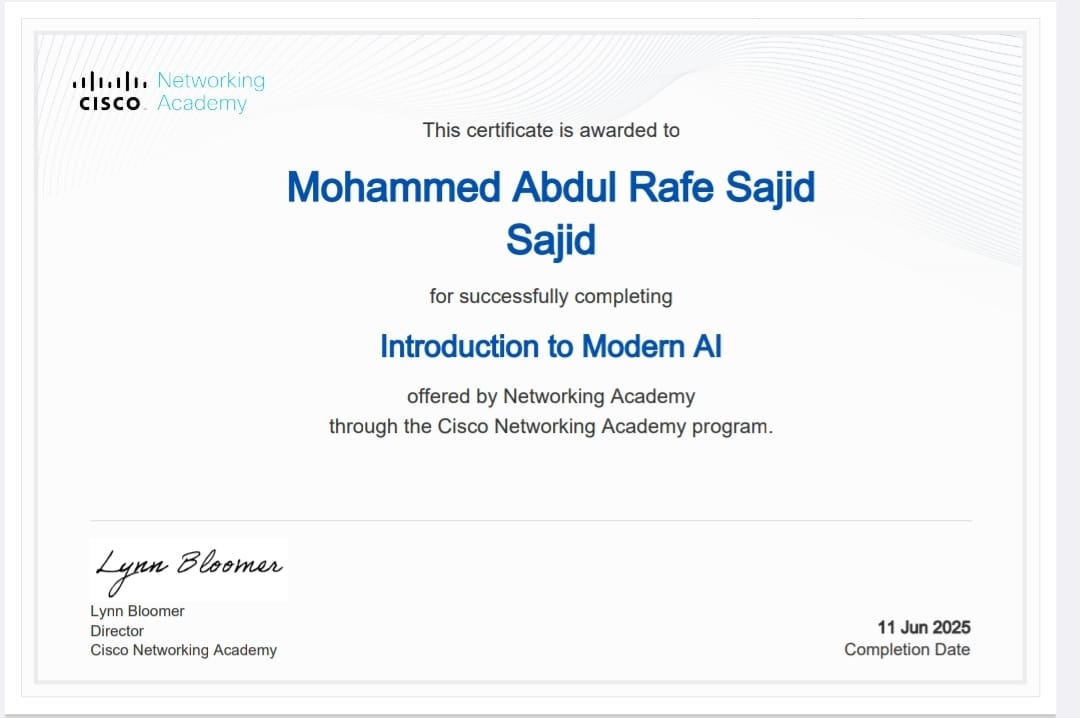 CISCO Networking Academy
This certificate is awarded to
Mohammed Abdul Rafe Sajid
Sajid
for successfully completing
Introduction to Modern AI
offered by Networking Academy
through the Cisco Networking Academy program.
Lynn Bloomer
Lynn Bloomer
Director
Cisco Networking Academy
11 Jun 2025
Completion Date